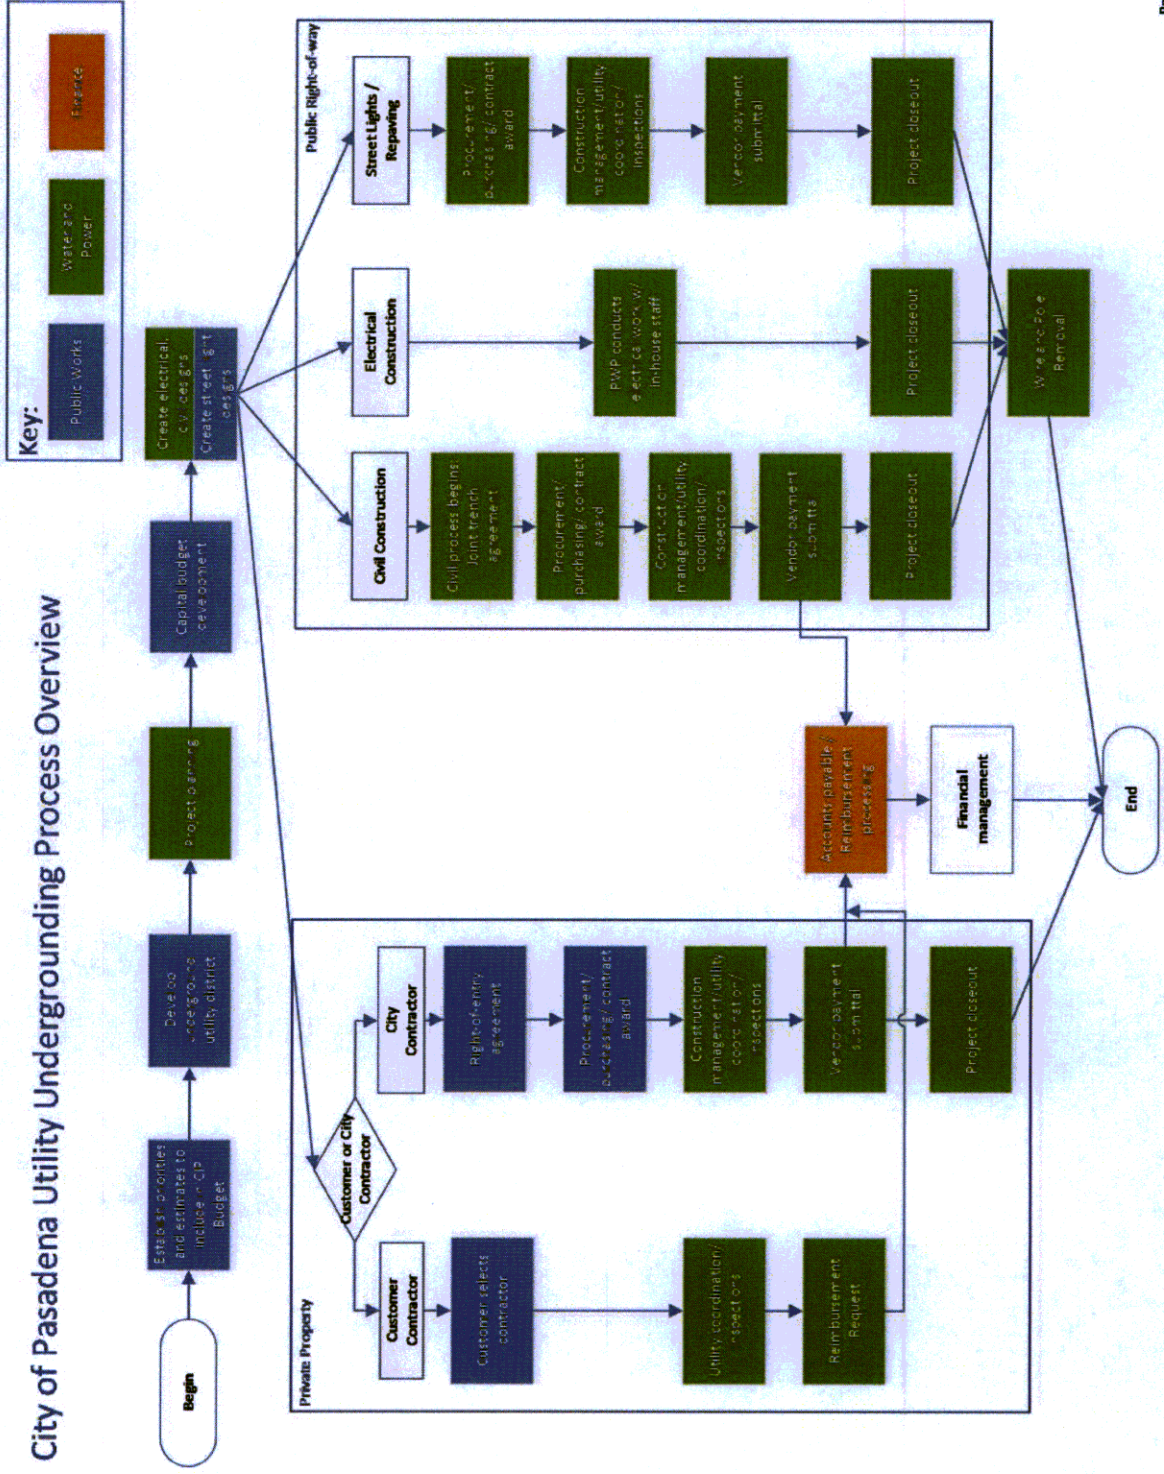 City of Pasadena Utility Undergrounding Process Overview
Key:
Public Works
Water and
Power
Finance
Begin
Establish priorities
and estimates to
include in CIP
Budget
Develop
underground
utility district
Project planning
Capital budget
development
Create electrical,
civil designs
Create street light
designs
Private Property
Customer or City
Contractor
Customer
Contractor
Customer selects
contractor
Utility coordination/
inspections
Reimbursement
Request
City
Contractor
Right-of-entry
agreement
Procurement/
purchasing/contract
award
Construction
management/utility
coordination/
inspections
Vendor payment
submittal
Project closeout
Public Right-of-way
Civil Construction
Civil process begins:
Joint trench
agreement
Procurement/
purchasing/contract
award
Construction
management/utility
coordination/
inspections
Vendor payment
submittal
Project closeout
Electrical
Construction
PWP conducts
electrical work w/
in-house staff
Project closeout
Street Lights /
Repaving
Procurement/
purchasing/contract
award
Construction
management/utility
coordination/
inspections
Vendor payment
submittal
Project closeout
Wire and Pole
Removal
Accounts payable/
Reimbursement
processing
Financial
management
End